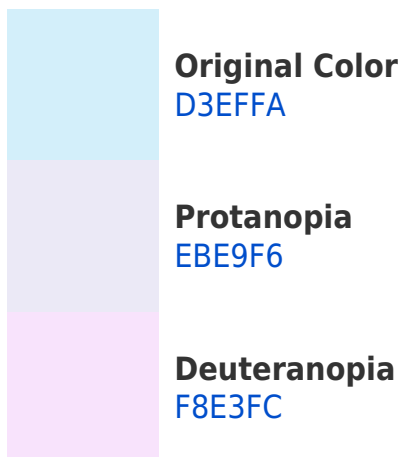 Original Color
D3EFFA
Protanopia
EBE9F6
Deuteranopia
F8E3FC